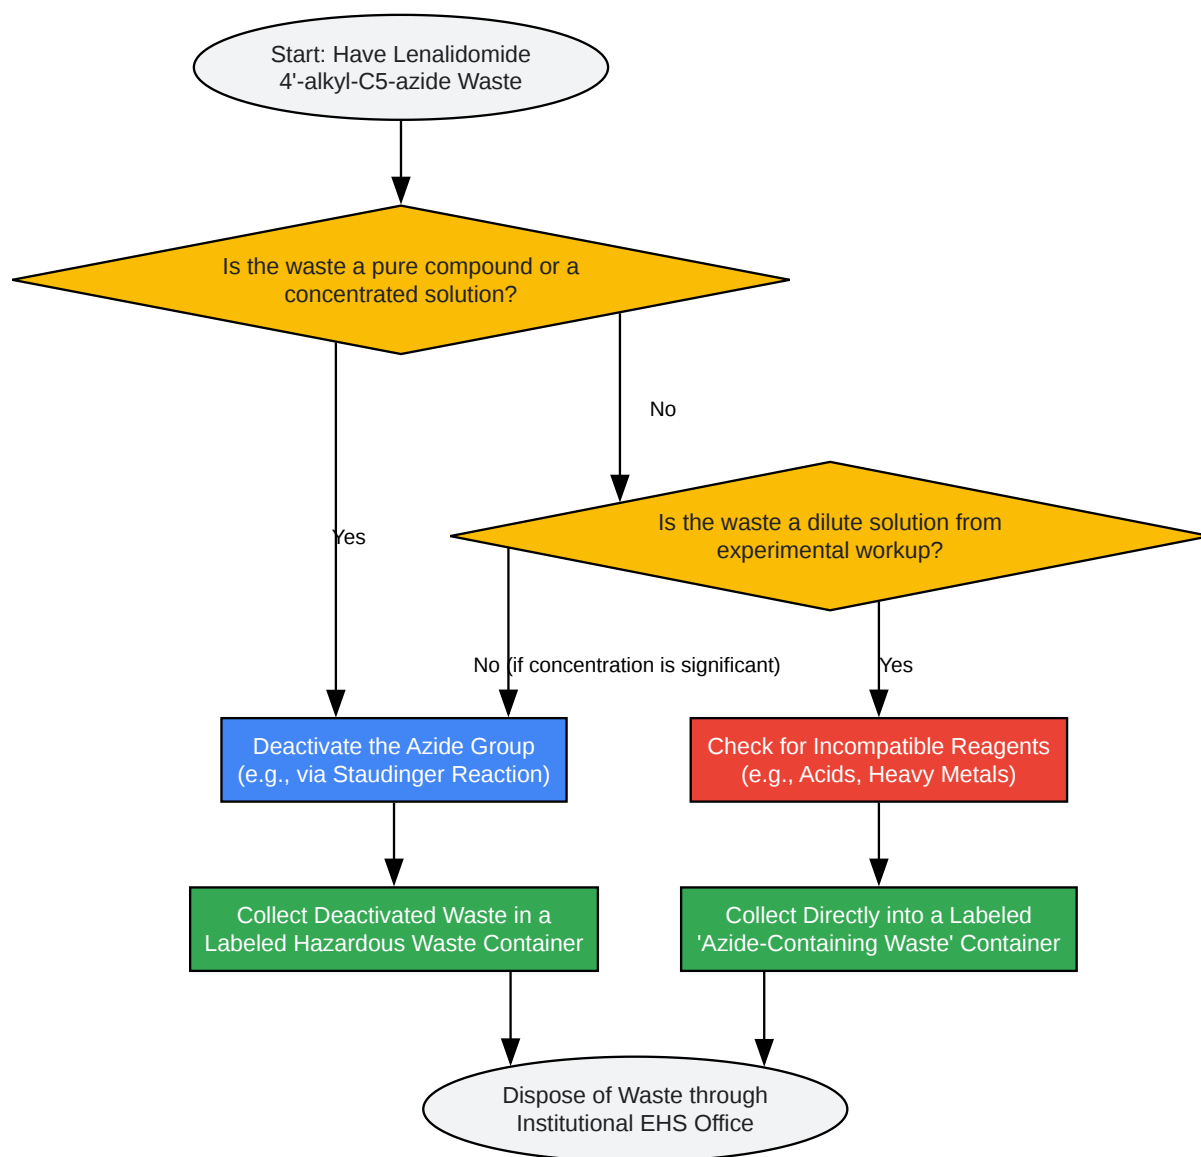 Start: Have Lenalidomide
4'-alkyl-C5-azide Waste
Is the waste a pure compound or a
concentrated solution?
No
Yes
Is the waste a dilute solution from
experimental workup?
No (if concentration is significant)
Yes
Deactivate the Azide Group
(e.g., via Staudinger Reaction)
Check for Incompatible Reagents
(e.g., Acids, Heavy Metals)
Collect Deactivated Waste in a
Labeled Hazardous Waste Container
Collect Directly into a Labeled
'Azide-Containing Waste' Container
Dispose of Waste through
Institutional EHS Office